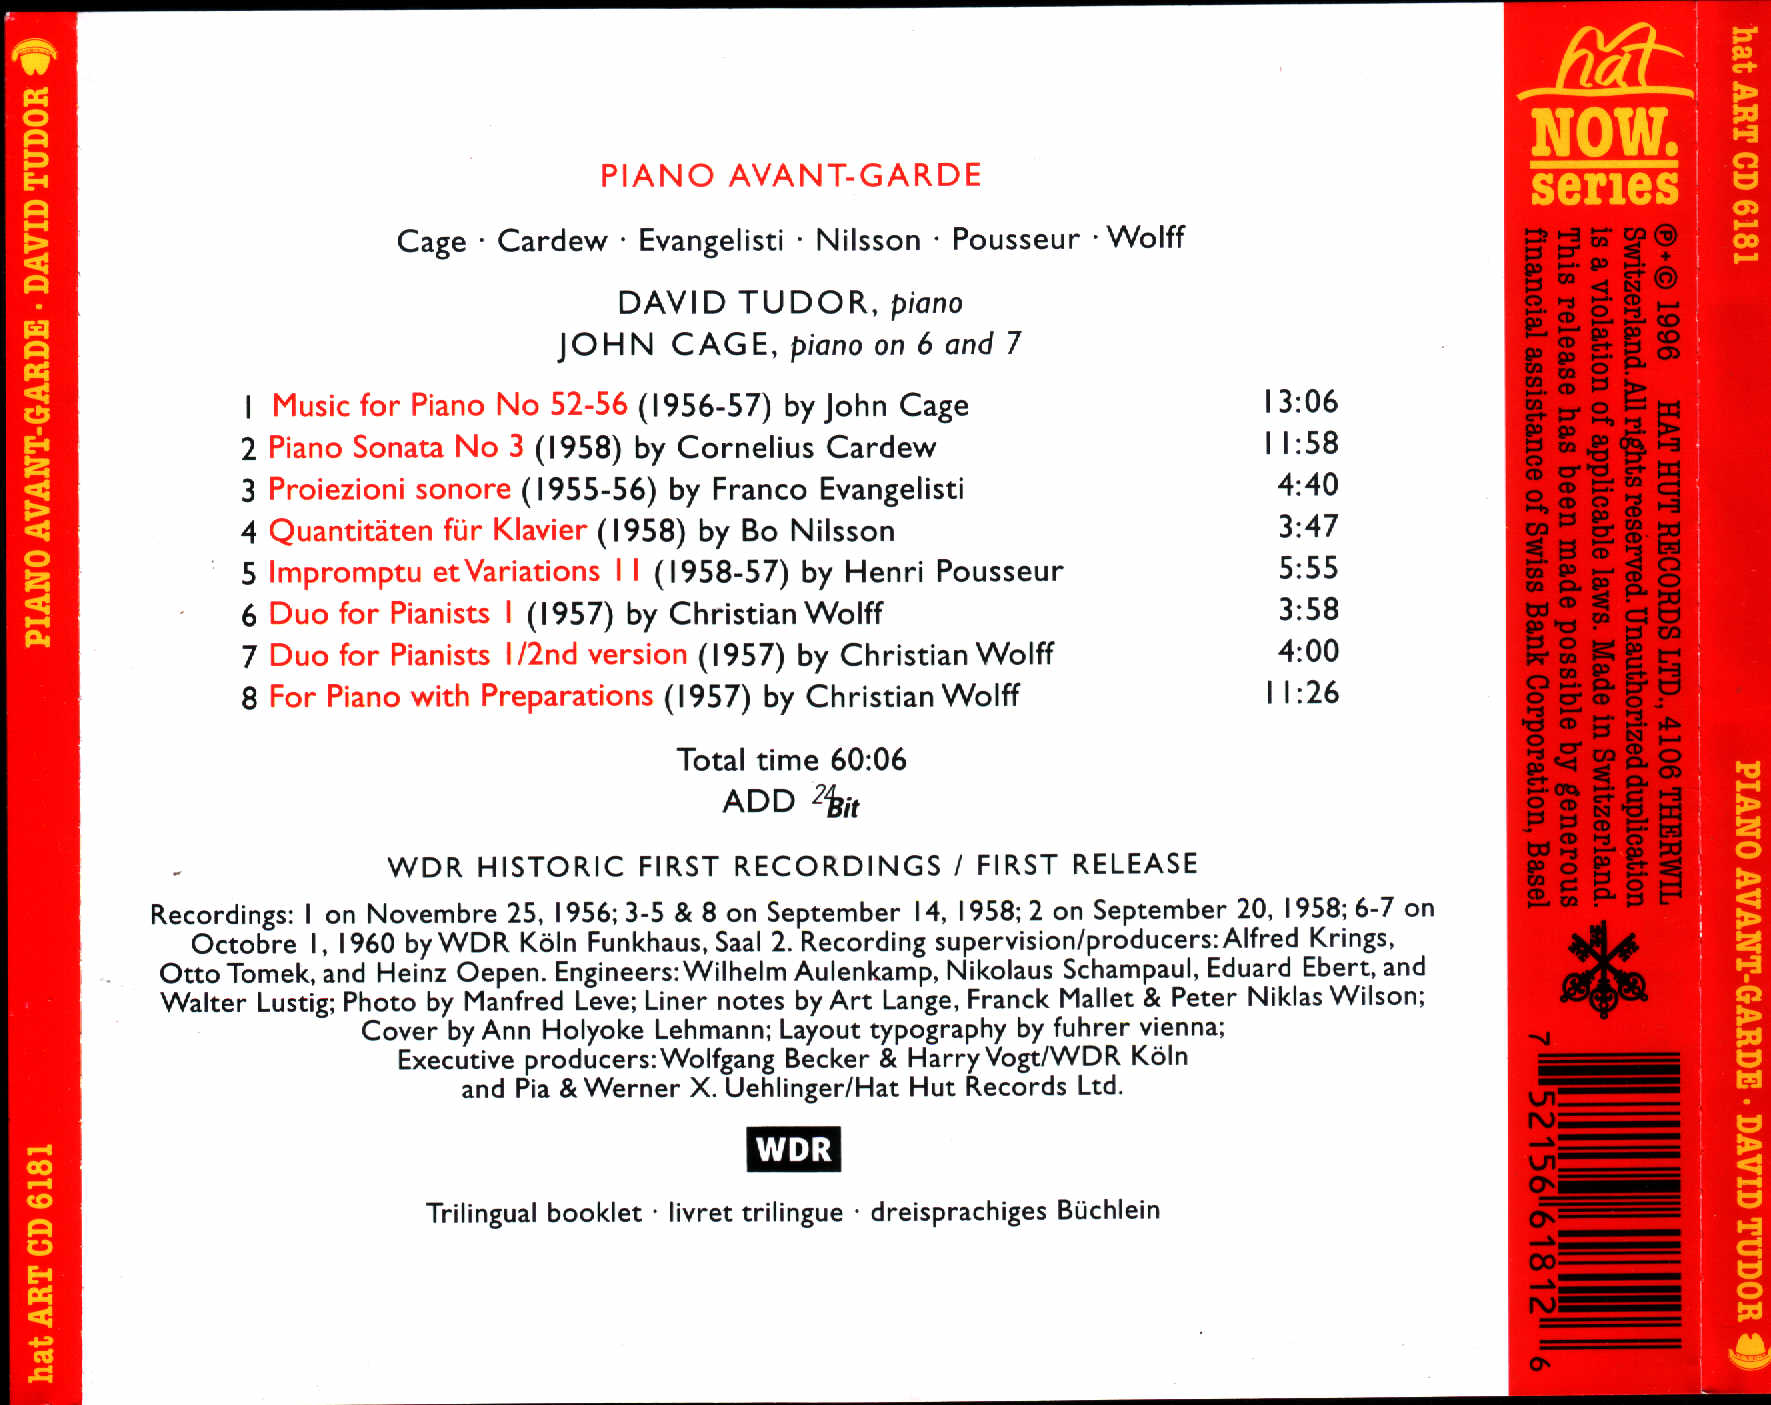 PIANO AVANT-GARDE · DAVID TUDOR
hat ART CD 6181
PIANO AVANT-GARDE
Cage · Cardew · Evangelisti · Nilsson · Pousseur · Wolff
DAVID TUDOR, piano
JOHN CAGE, piano on 6 and 7
1 Music for Piano No 52-56 (1956-57) by John Cage 13:06
2 Piano Sonata No 3 (1958) by Cornelius Cardew 11:58
3 Proiezioni sonore (1955-56) by Franco Evangelisti 4:40
4 Quantitäten für Klavier (1958) by Bo Nilsson 3:47
5 Impromptu et Variations II (1958-57) by Henri Pousseur 5:55
6 Duo for Pianists I (1957) by Christian Wolff 3:58
7 Duo for Pianists I/2nd version (1957) by Christian Wolff 4:00
8 For Piano with Preparations (1957) by Christian Wolff 11:26
Total time 60:06
ADD 24Bit
WDR HISTORIC FIRST RECORDINGS / FIRST RELEASE
Recordings: 1 on Novembre 25, 1956; 3-5 & 8 on September 14, 1958; 2 on September 20, 1958; 6-7 on
Octobre 1, 1960 by WDR Köln Funkhaus, Saal 2. Recording supervision/producers: Alfred Krings,
Otto Tomek, and Heinz Oepen. Engineers: Wilhelm Aulenkamp, Nikolaus Schampaul, Eduard Ebert, and
Walter Lustig; Photo by Manfred Leve; Liner notes by Art Lange, Franck Mallet & Peter Niklas Wilson;
Cover by Ann Holyoke Lehmann; Layout typography by fuhrer vienna;
Executive producers: Wolfgang Becker & Harry Vogt/WDR Köln
and Pia & Werner X. Uehlinger/Hat Hut Records Ltd.
WDR
Trilingual booklet · livret trilingue · dreisprachiges Büchlein
hat
NOW.
series
℗+© 1996 HAT HUT RECORDS LTD., 4106 THERWIL
Switzerland. All rights reserved. Unauthorized duplication
is a violation of applicable laws. Made in Switzerland.
This release has been made possible by generous
financial assistance of Swiss Bank Corporation, Basel
7 52156 61812 6
hat ART CD 6181
PIANO AVANT-GARDE · DAVID TUDOR